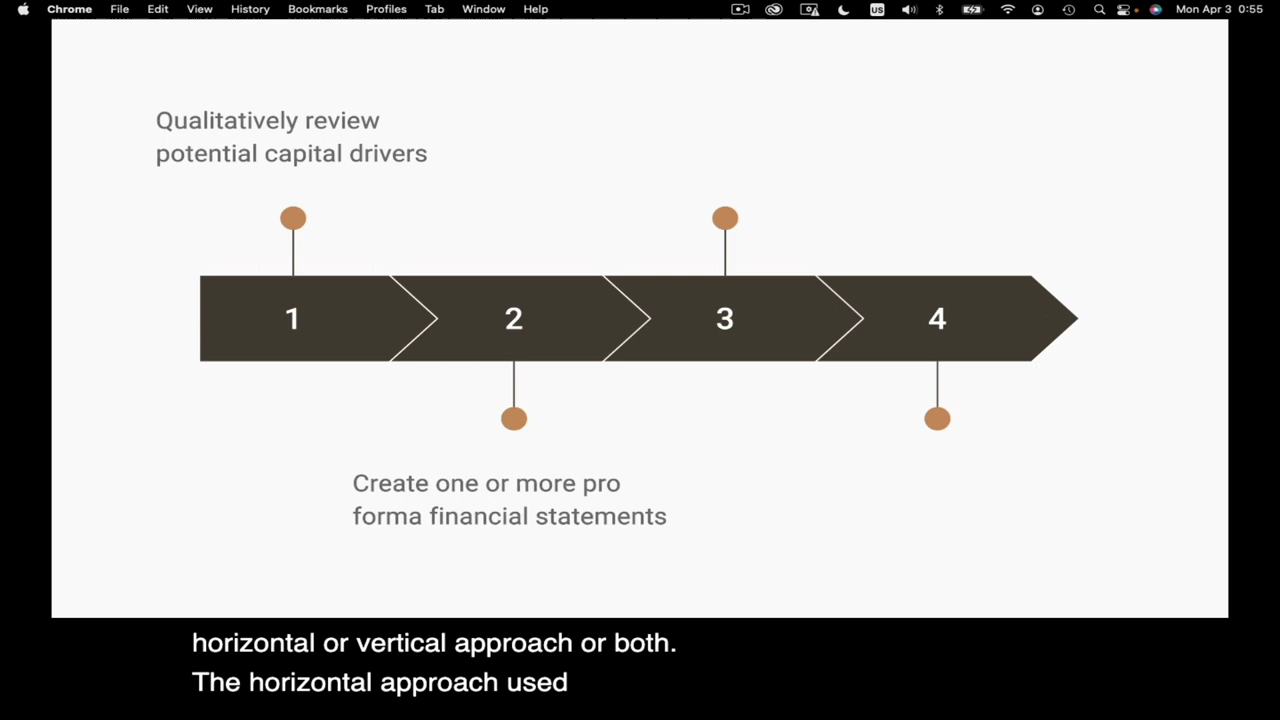 Chrome File Edit View History Bookmarks Profiles Tab Window Help US Mon Apr 3 0:55
Qualitatively review
potential capital drivers
1 2 3 4
Create one or more pro
forma financial statements
horizontal or vertical approach or both.
The horizontal approach used